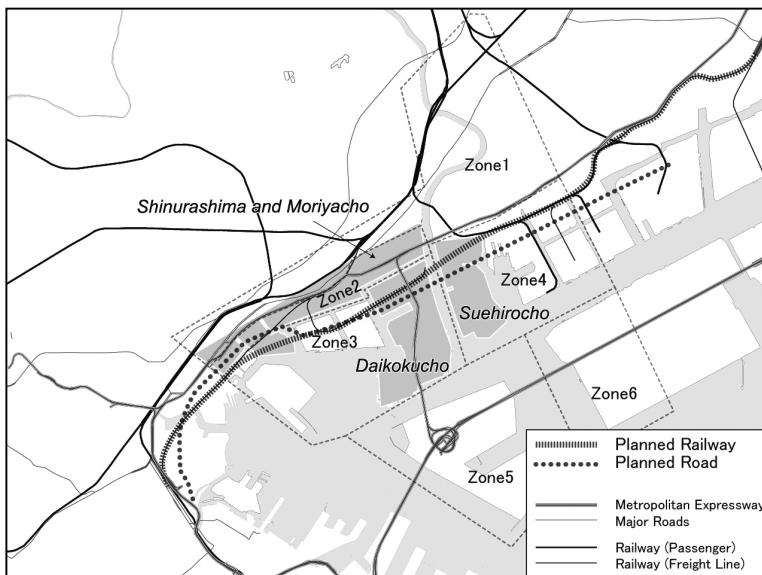 Zone1
Shinurashima and Moriyacho
Zone4
Zone2
Suehirocho
Zone3
Daikokucho
Zone6
Zone5
Planned Railway
Planned Road
Metropolitan Expressway
Major Roads
Railway (Passenger)
Railway (Freight Line)